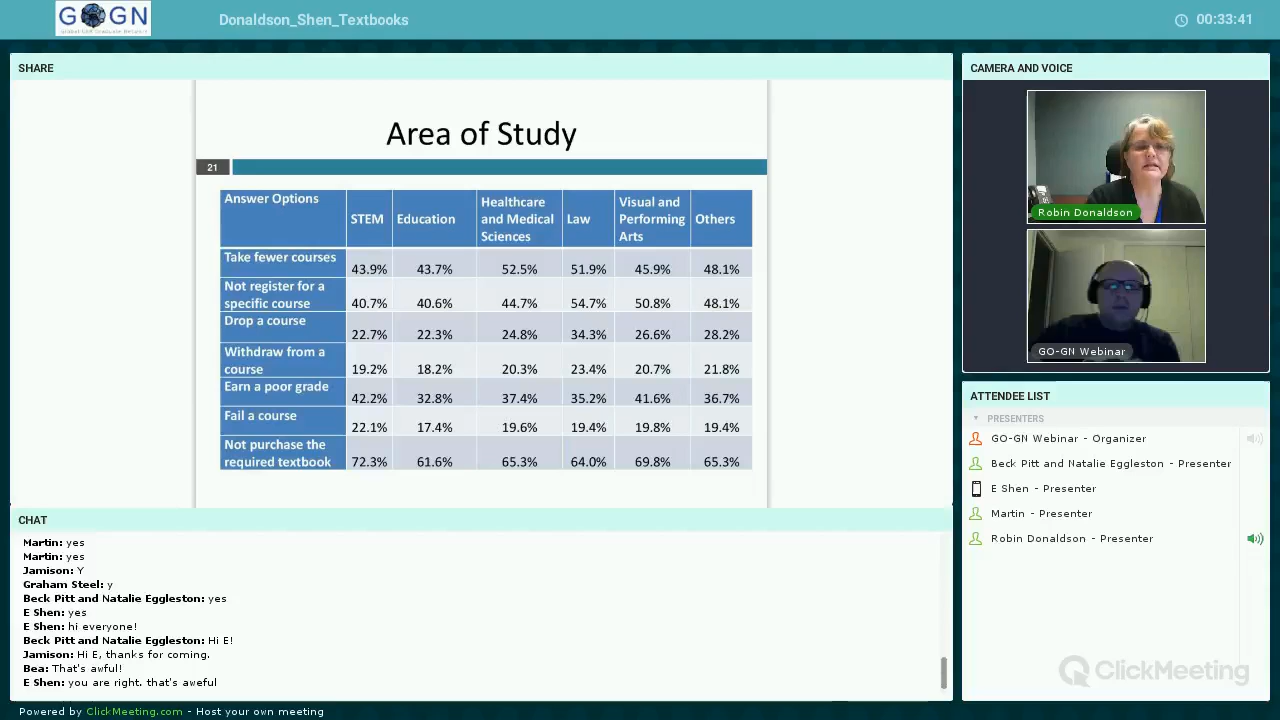 GOGN
Global OER Graduate Network
Donaldson_Shen_Textbooks
00:33:41
SHARE
Area of Study
21
Answer Options STEM Education Healthcare and Medical Sciences Law Visual and Performing Arts Others
Take fewer courses 43.9% 43.7% 52.5% 51.9% 45.9% 48.1%
Not register for a specific course 40.7% 40.6% 44.7% 54.7% 50.8% 48.1%
Drop a course 22.7% 22.3% 24.8% 34.3% 26.6% 28.2%
Withdraw from a course 19.2% 18.2% 20.3% 23.4% 20.7% 21.8%
Earn a poor grade 42.2% 32.8% 37.4% 35.2% 41.6% 36.7%
Fail a course 22.1% 17.4% 19.6% 19.4% 19.8% 19.4%
Not purchase the required textbook 72.3% 61.6% 65.3% 64.0% 69.8% 65.3%
CHAT
Martin: yes
Martin: yes
Jamison: Y
Graham Steel: y
Beck Pitt and Natalie Eggleston: yes
E Shen: yes
E Shen: hi everyone!
Beck Pitt and Natalie Eggleston: Hi E!
Jamison: Hi E, thanks for coming.
Bea: That's awful!
E Shen: you are right. that's aweful
CAMERA AND VOICE
Robin Donaldson
GO-GN Webinar
ATTENDEE LIST
PRESENTERS
GO-GN Webinar - Organizer
Beck Pitt and Natalie Eggleston - Presenter
E Shen - Presenter
Martin - Presenter
Robin Donaldson - Presenter
ClickMeeting
Powered by ClickMeeting.com - Host your own meeting